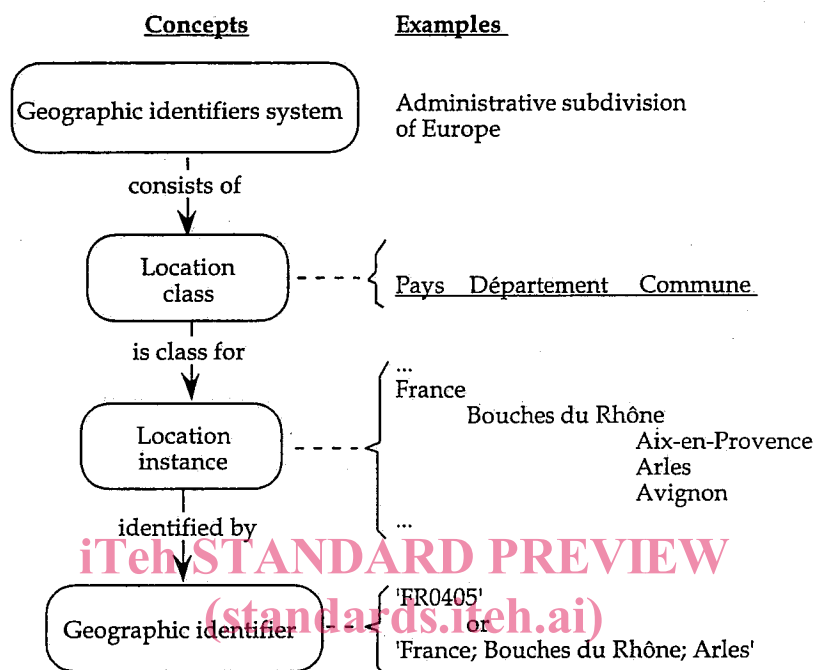 Concepts Examples
Geographic identifiers system
Administrative subdivision
of Europe
consists of
Location
class
Pays Département Commune
is class for
...
France
Bouches du Rhône
Aix-en-Provence
Arles
Avignon
...
Location
instance
identified by
iTeh STANDARD PREVIEW
(standards.iteh.ai)
Geographic identifier
'FR0405'
or
'France; Bouches du Rhône; Arles'